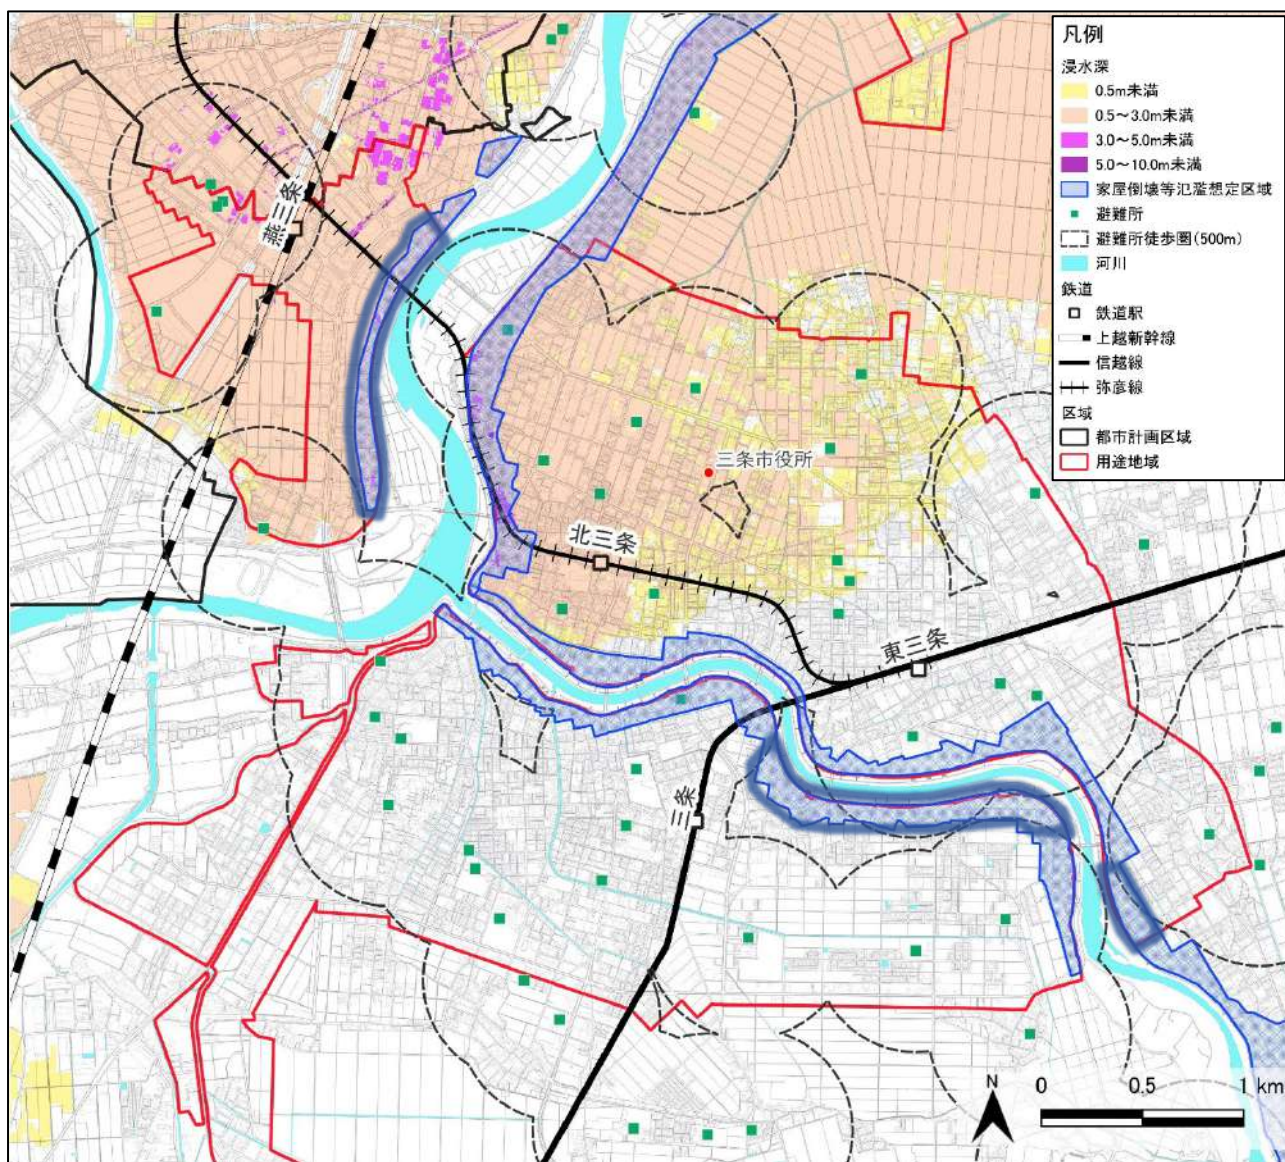 凡例
浸水深
0.5m未満
0.5～3.0m未満
3.0～5.0m未満
5.0～10.0m未満
家屋倒壊等氾濫想定区域
避難所
避難所徒歩圏(500m)
河川
鉄道
鉄道駅
上越新幹線
信越線
弥彦線
区域
都市計画区域
用途地域
燕三条
三条市役所
北三条
東三条
三条
N
0 0.5 1 km